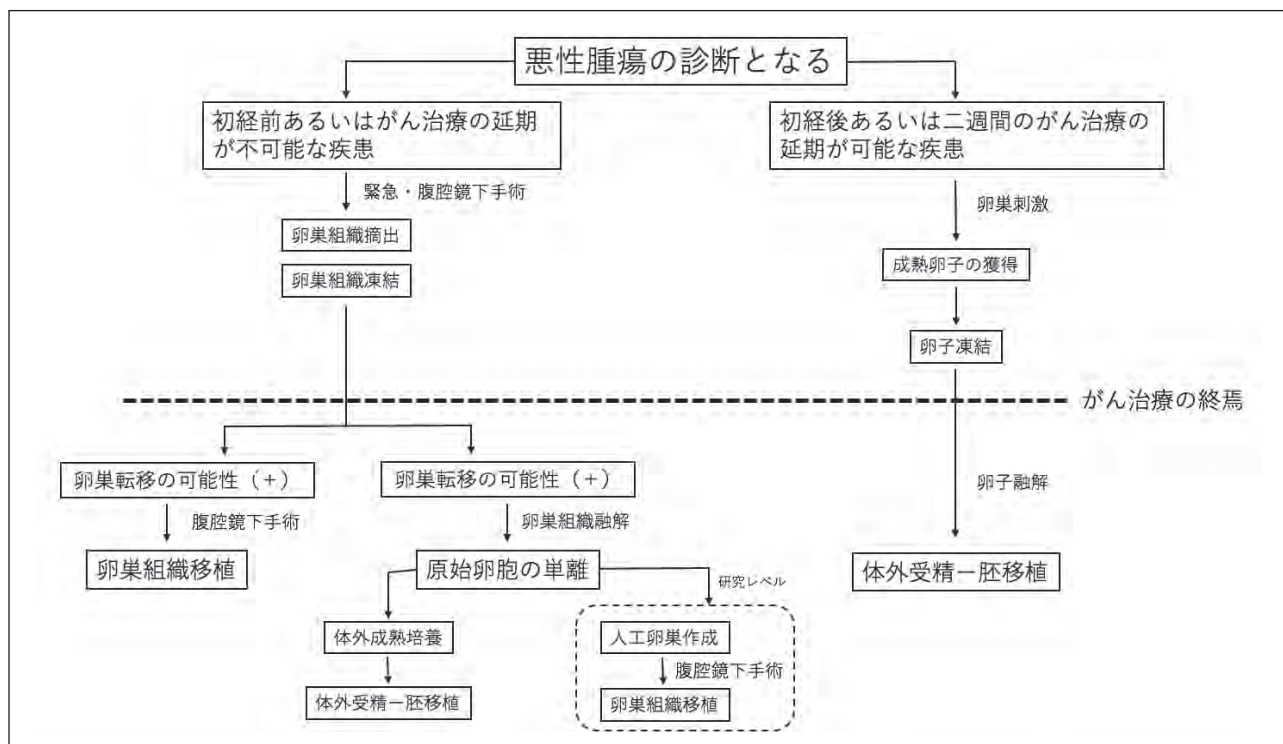 悪性腫瘍の診断となる
初経前あるいはがん治療の延期
が不可能な疾患
初経後あるいは二週間のがん治療の
延期が可能な疾患
緊急・腹腔鏡下手術
卵巣刺激
卵巣組織摘出
卵巣組織凍結
成熟卵子の獲得
卵子凍結
がん治療の終焉
卵巣転移の可能性（+）
卵巣転移の可能性（+）
卵子融解
腹腔鏡下手術
卵巣組織融解
卵巣組織移植
原始卵胞の単離
体外受精ー胚移植
研究レベル
体外成熟培養
人工卵巣作成
腹腔鏡下手術
体外受精ー胚移植
卵巣組織移植